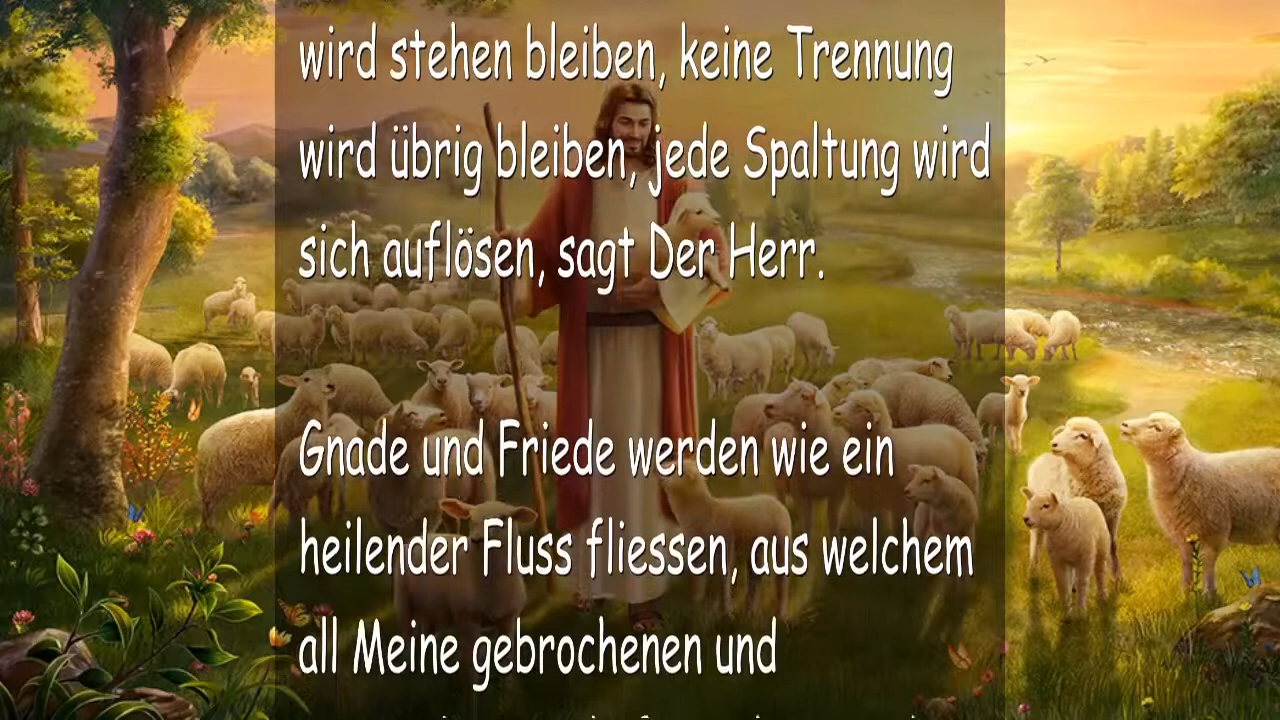 wird stehen bleiben, keine Trennung
wird übrig bleiben, jede Spaltung wird
sich auflösen, sagt Der Herr.
Gnade und Friede werden wie ein
heilender Fluss fliessen, aus welchem
all Meine gebrochenen und